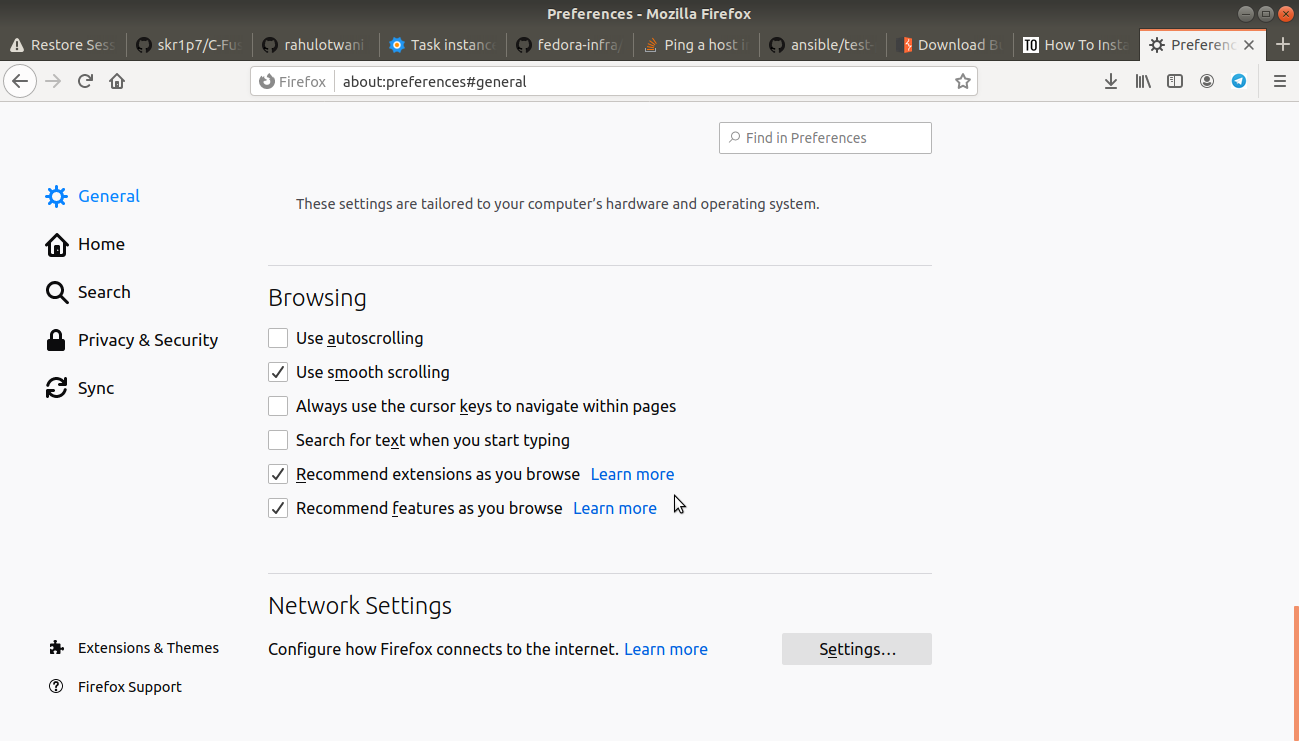 Preferences - Mozilla Firefox
Restore Sess
skr1p7/C-Fus
rahulotwani
Task instance
fedora-infra/
Ping a host i
ansible/test-
Download B
TO How To Insta
Preferenc
Firefox about:preferences#general
Find in Preferences
General
Home
Search
Privacy & Security
Sync
Extensions & Themes
Firefox Support
These settings are tailored to your computer's hardware and operating system.
Browsing
Use autoscrolling
Use smooth scrolling
Always use the cursor keys to navigate within pages
Search for text when you start typing
Recommend extensions as you browse Learn more
Recommend features as you browse Learn more
Network Settings
Configure how Firefox connects to the internet. Learn more Settings…